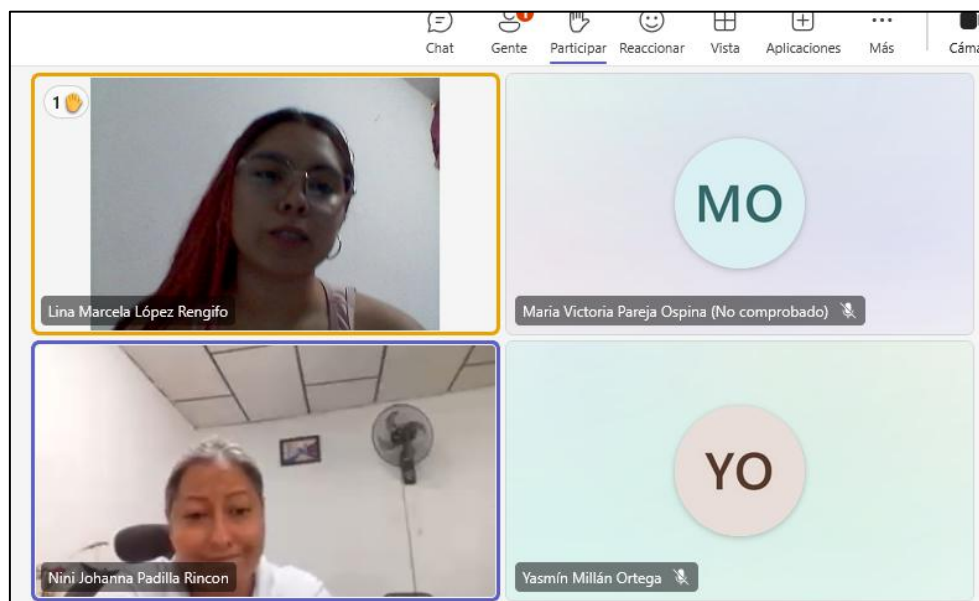 Chat Gente Participar Reaccionar Vista Aplicaciones Más Cáma
1
Lina Marcela López Rengifo
MO
Maria Victoria Pareja Ospina (No comprobado)
Nini Johanna Padilla Rincon
YO
Yasmín Millán Ortega